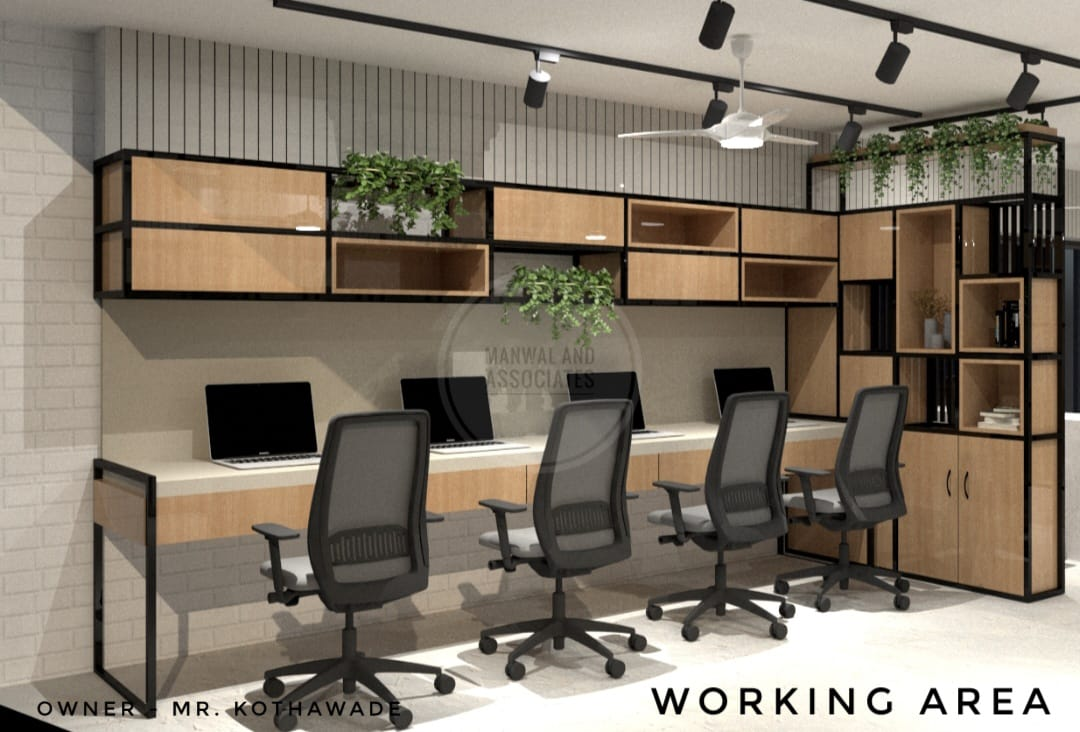 MANWAL AND
ASSOCIATES
OWNER - MR. KOTHAWADE
WORKING AREA